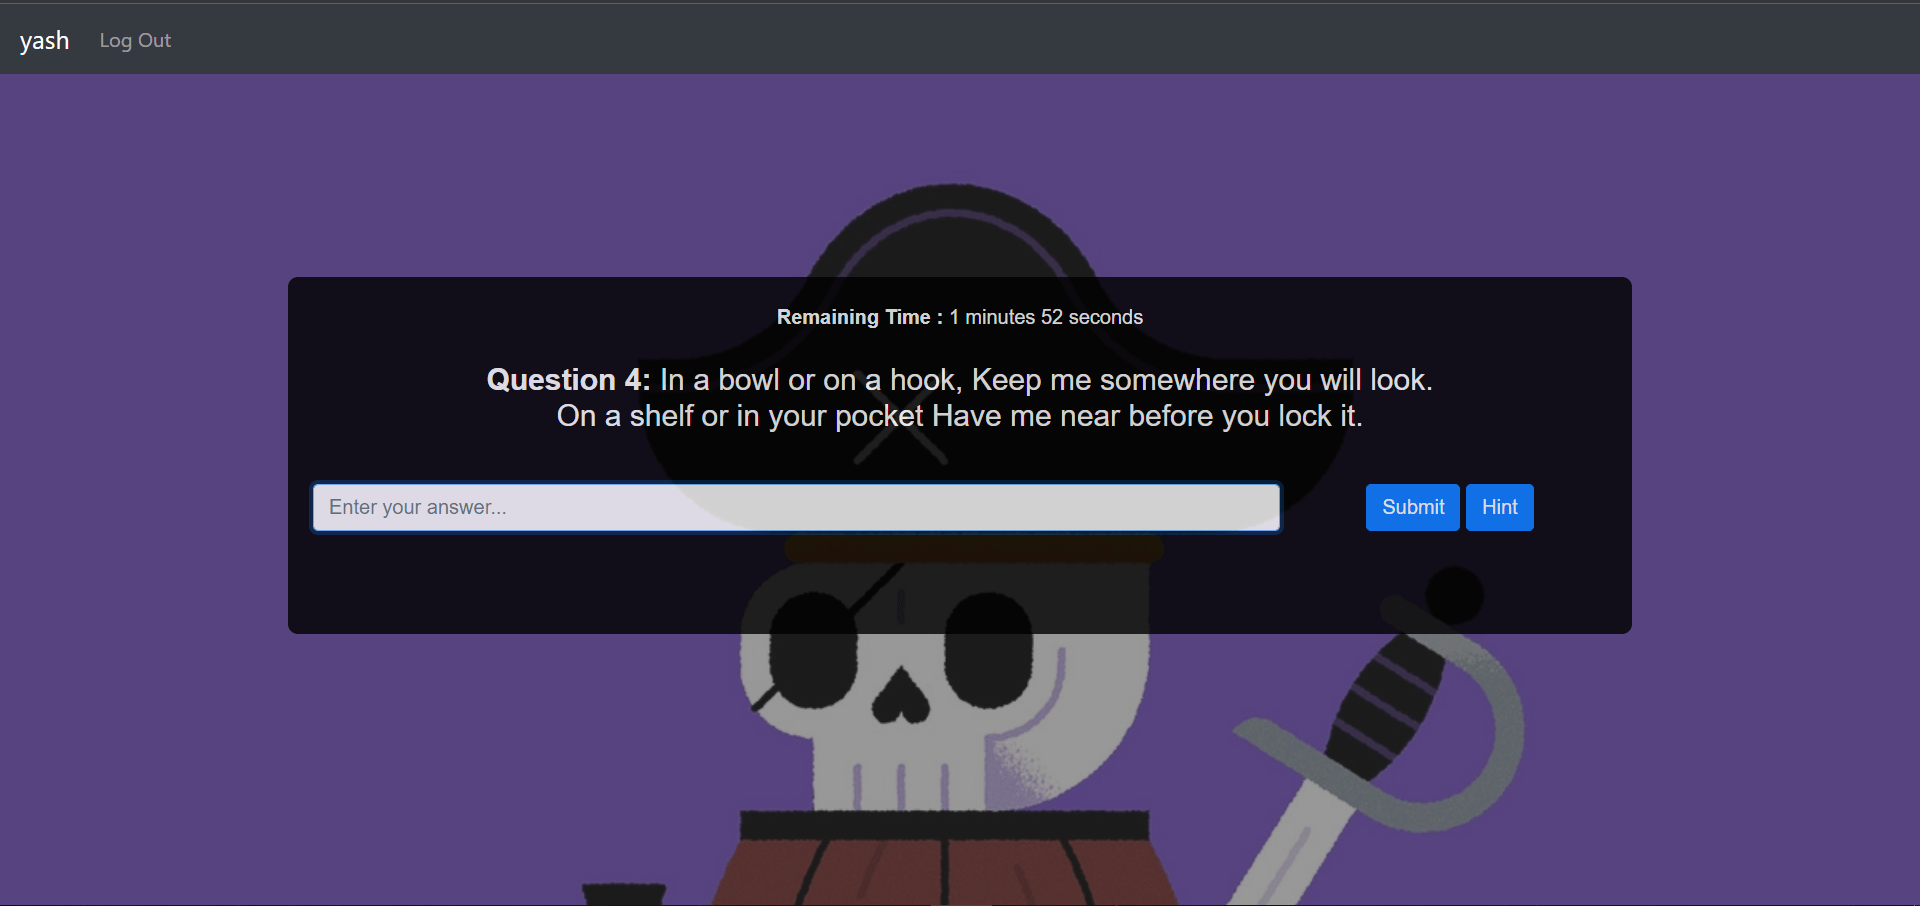 yash Log Out
Remaining Time : 1 minutes 52 seconds
Question 4: In a bowl or on a hook, Keep me somewhere you will look.
On a shelf or in your pocket Have me near before you lock it.
Enter your answer... Submit Hint